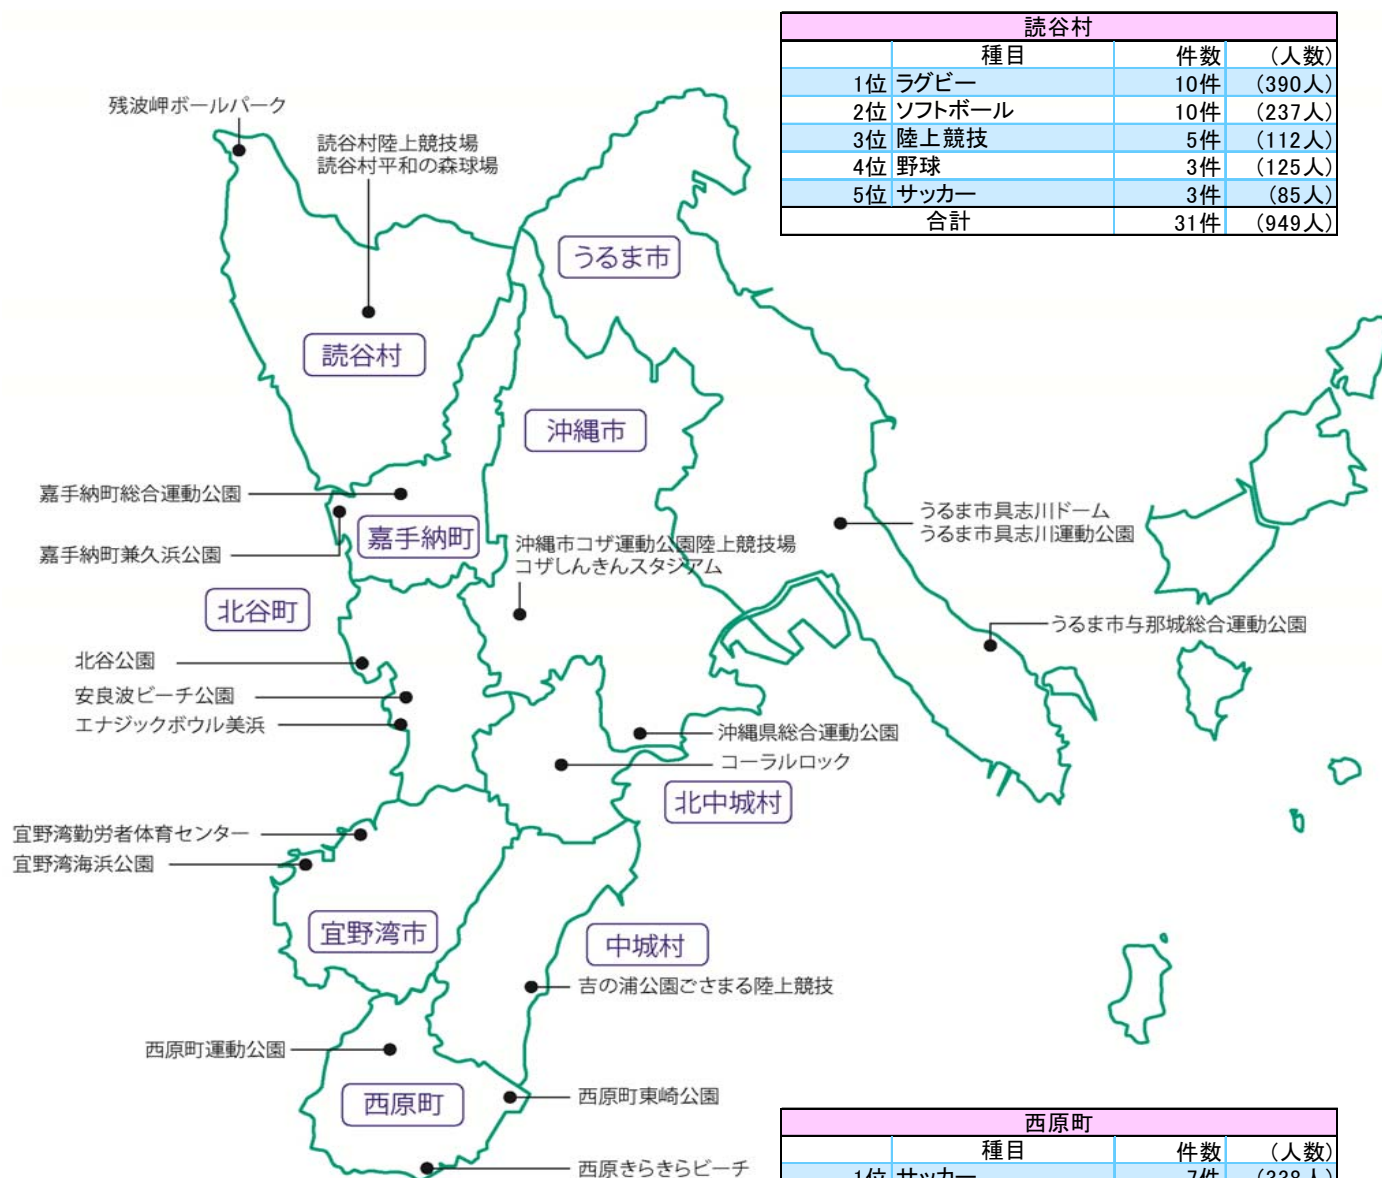 読谷村
種目 件数 (人数)
1位 ラグビー 10件 (390人)
2位 ソフトボール 10件 (237人)
3位 陸上競技 5件 (112人)
4位 野球 3件 (125人)
5位 サッカー 3件 (85人)
合計 31件 (949人)
残波岬ボールパーク
読谷村陸上競技場
読谷村平和の森球場
うるま市
読谷村
沖縄市
嘉手納町総合運動公園
嘉手納町兼久浜公園
嘉手納町
うるま市具志川ドーム
うるま市具志川運動公園
沖縄市コザ運動公園陸上競技場
コザしんきんスタジアム
北谷町
うるま市与那城総合運動公園
北谷公園
安良波ビーチ公園
エナジックボウル美浜
沖縄県総合運動公園
コーラルロック
北中城村
宜野湾勤労者体育センター
宜野湾海浜公園
宜野湾市
中城村
吉の浦公園ごさまる陸上競技
西原町運動公園
西原町
西原町東崎公園
西原きらきらビーチ
西原町
種目 件数 (人数)
1位 サッカー 7件 (338人)